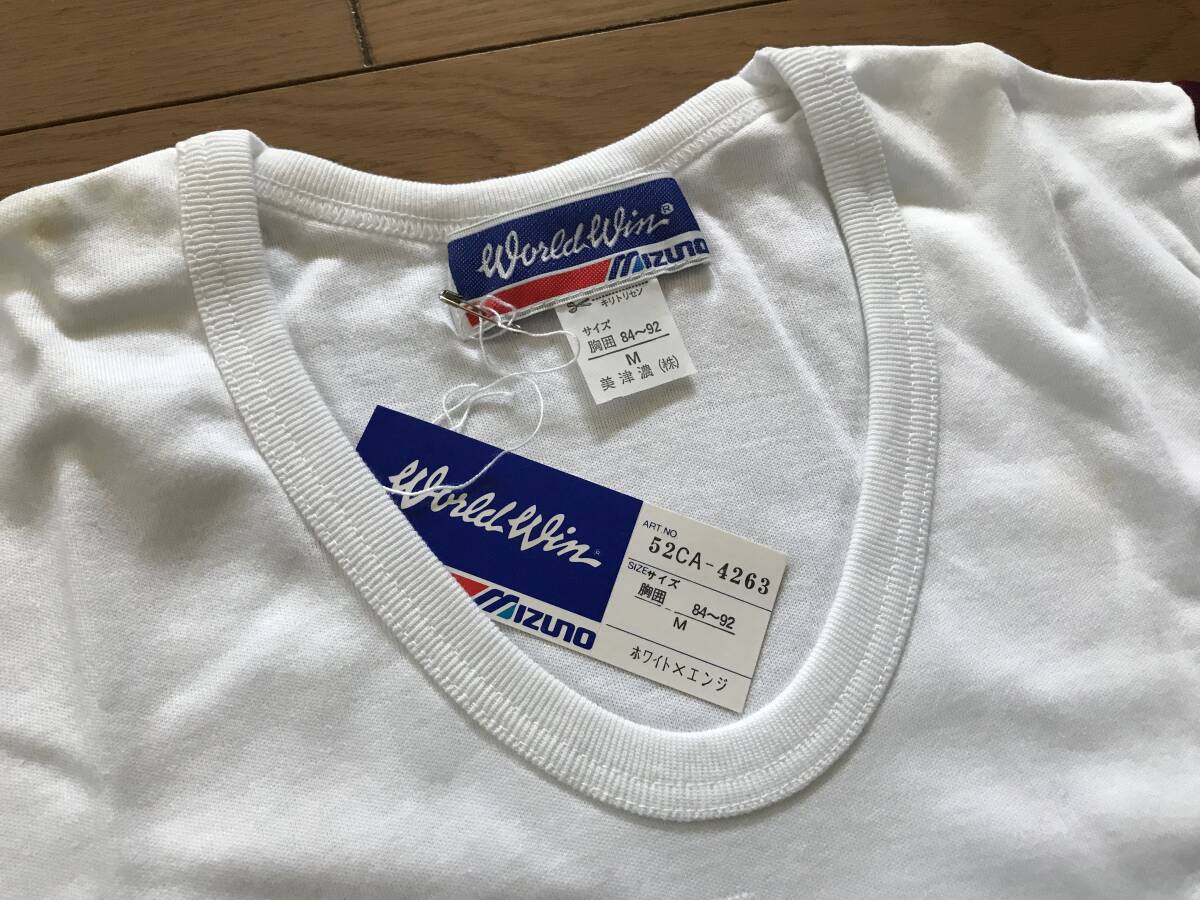 World Win ®
MIZUNO
キリトリセン
サイズ
胸囲 84～92
M
美津濃(株)
World Win ®
MIZUNO
ART.NO
52CA-4263
SIZEサイズ
胸囲 84～92
M
ホワイト×エンジ